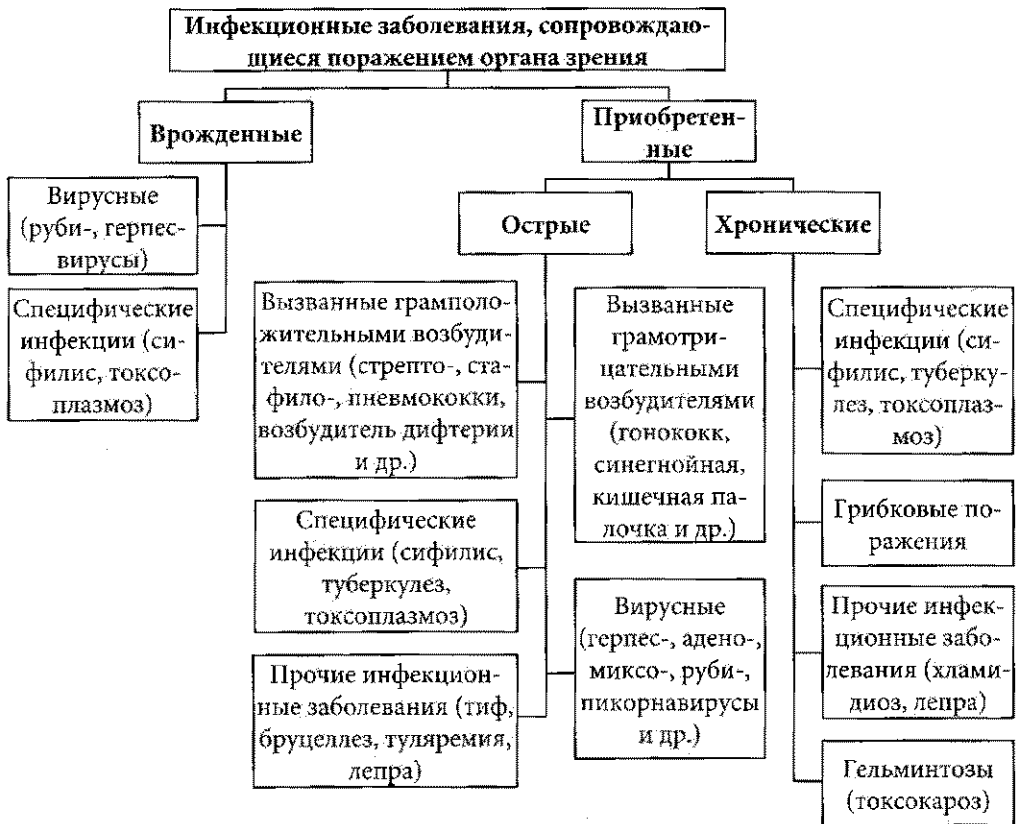 Инфекционные заболевания, сопровождаю-
щиеся поражением органа зрения
Врожденные
Вирусные
(руби-, герпес-
вирусы)
Специфические
инфекции (си-
филис, токсо-
плазмоз)
Приобретен-
ные
Острые
Вызванные грамполо-
жительными возбуди-
телями (стрепто-, ста-
фило-, пневмококки,
возбудитель дифтерии
и др.)
Специфические
инфекции (сифилис,
туберкулез,
токсоплазмоз)
Прочие инфекцион-
ные заболевания (тиф,
бруцеллез, туляремия,
лепра)
Вызванные
грамотри-
цательными
возбудителями
(гонококк,
синегнойная,
кишечная па-
лочка и др.)
Вирусные
(герпес-, адено-,
миксо-, руби-,
пикорнавирусы
и др.)
Хронические
Специфические
инфекции (си-
филис, туберку-
лез, токсоплаз-
моз)
Грибковые по-
ражения
Прочие инфек-
ционные забо-
левания (хлами-
диоз, лепра)
Гельминтозы
(токсокароз)